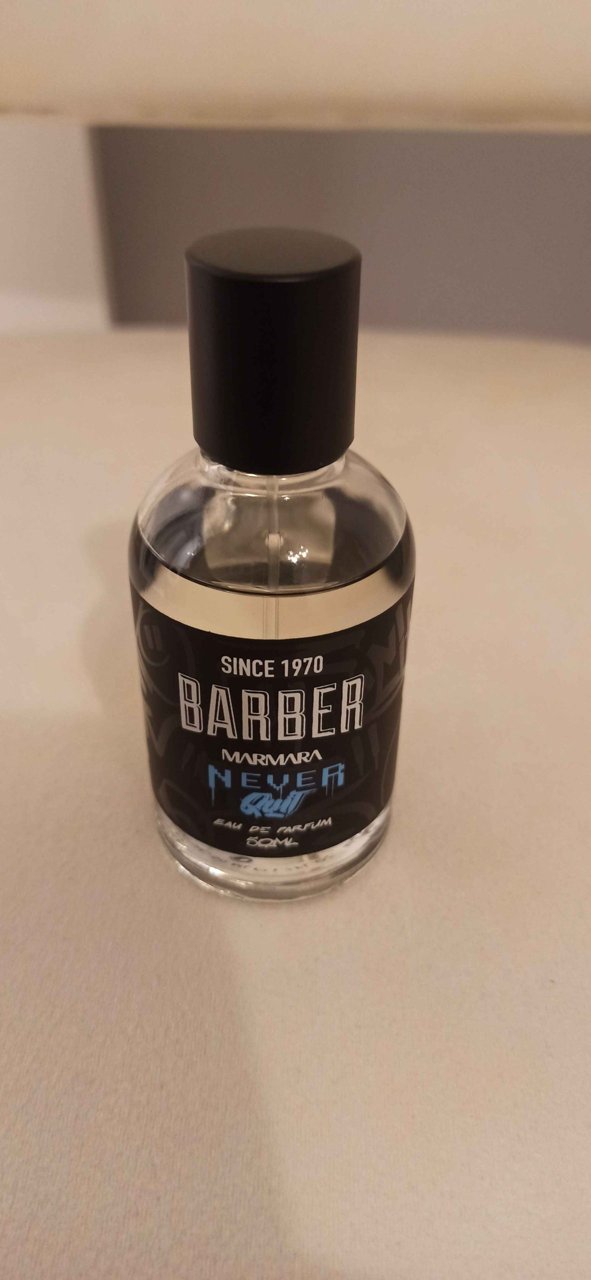 SINCE 1970
BARBER
MARMARA
NEVER
Quit
EAU DE PARFUM
50ML